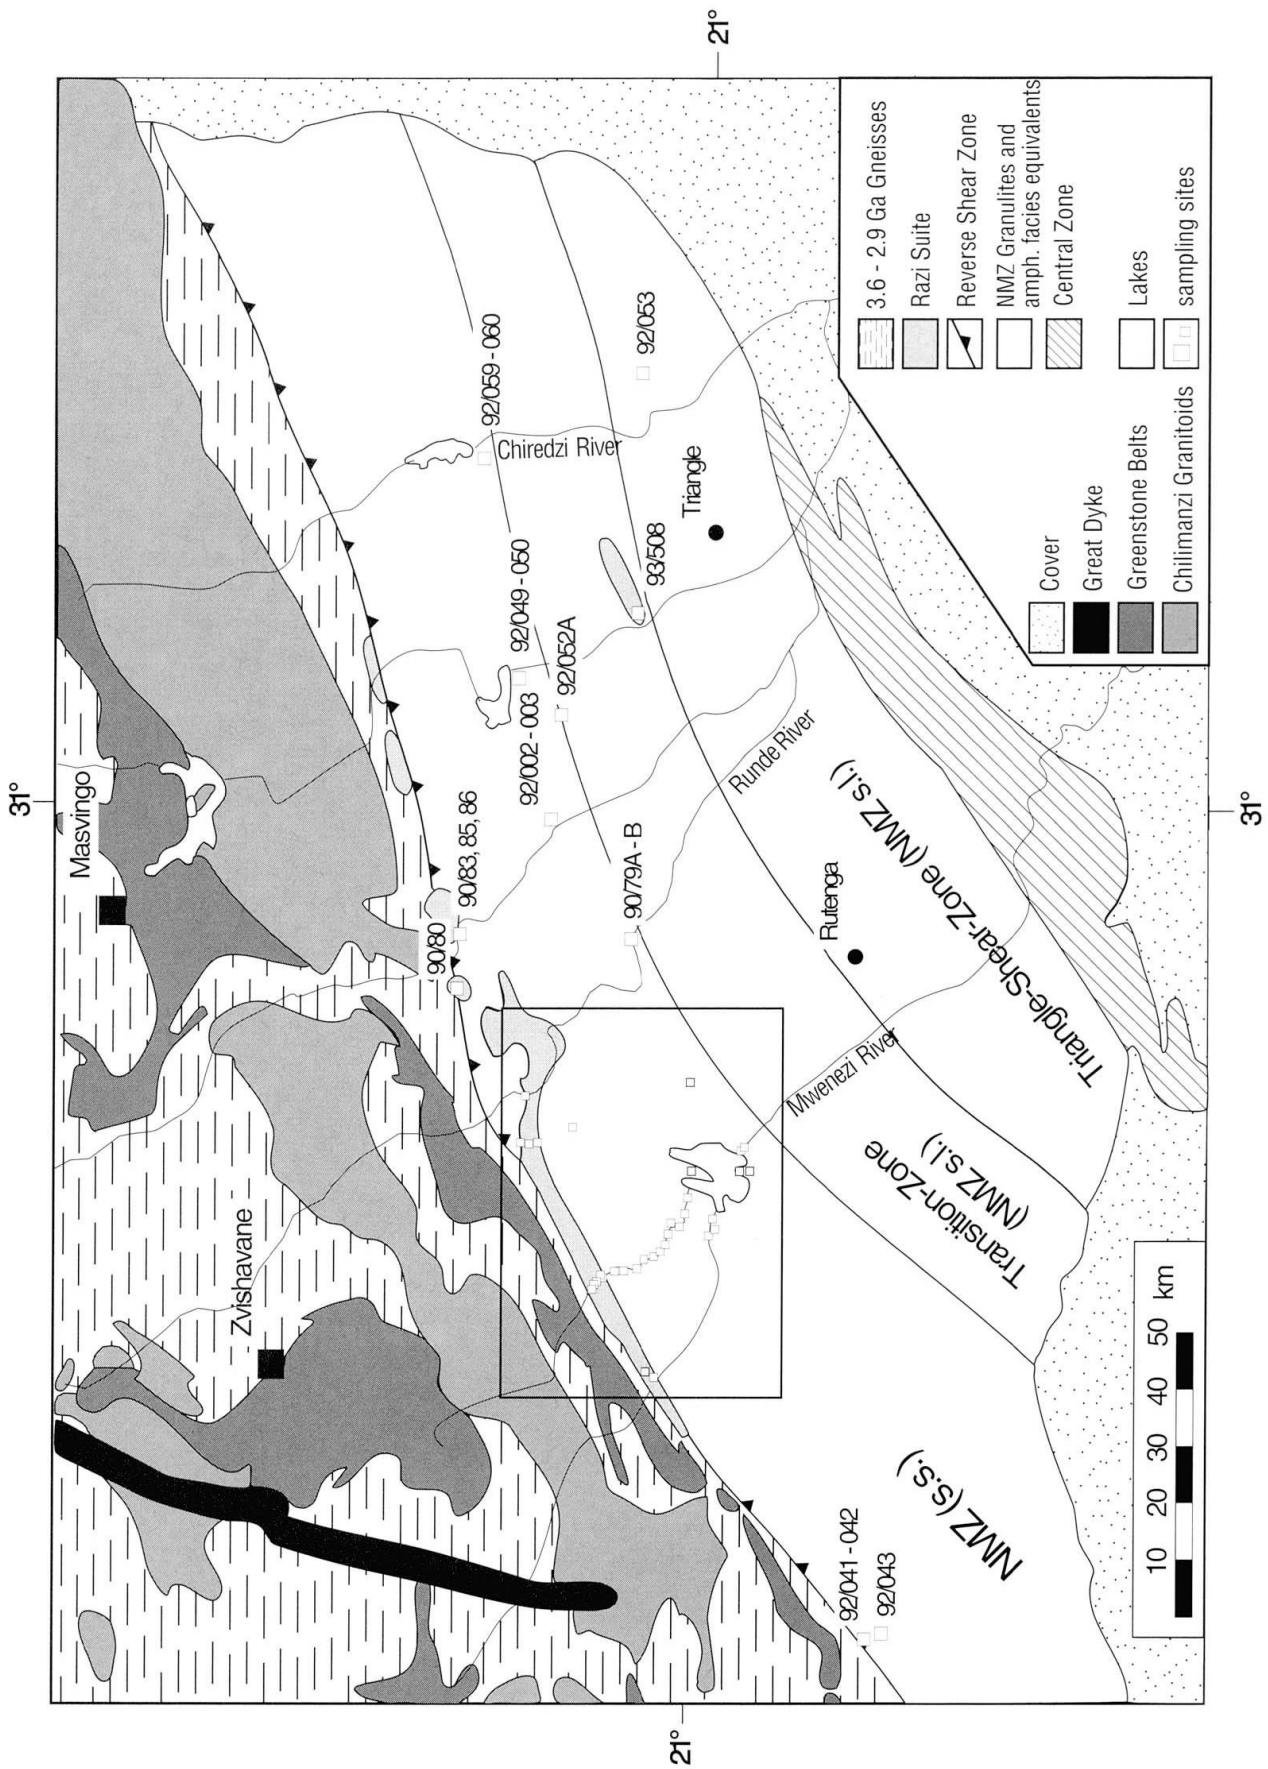 21°
31°
Masvingo
Zvishavane
90/80
90/83, 85, 86
92/002 - 003
92/049 - 050
92/052A
92/059 - 060
Chiredzi River
92/053
93/508
Triangle
90/79A - B
Runde River
Rutenga
Mwenezi River
Triangle-Shear-Zone (NMZ s.l.)
Transition-Zone
(NMZ s.l.)
NMZ (s.s.)
92/041 - 042
92/043
21°
31°
10 20 30 40 50 km
Cover
Great Dyke
Greenstone Belts
Chilimanzi Granitoids
3.6 - 2.9 Ga Gneisses
Razi Suite
Reverse Shear Zone
NMZ Granulites and
amph. facies equivalents
Central Zone
Lakes
sampling sites